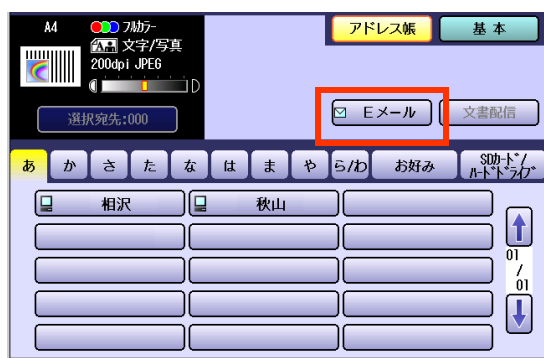 A4 フルカラー
文字/写真
200dpi JPEG
D
選択宛先:000
アドレス帳 基本
Eメール 文書配信
あ か さ た な は ま や ら/わ お好み SDカード/ハードドライブ
相沢 秋山
01
/
01